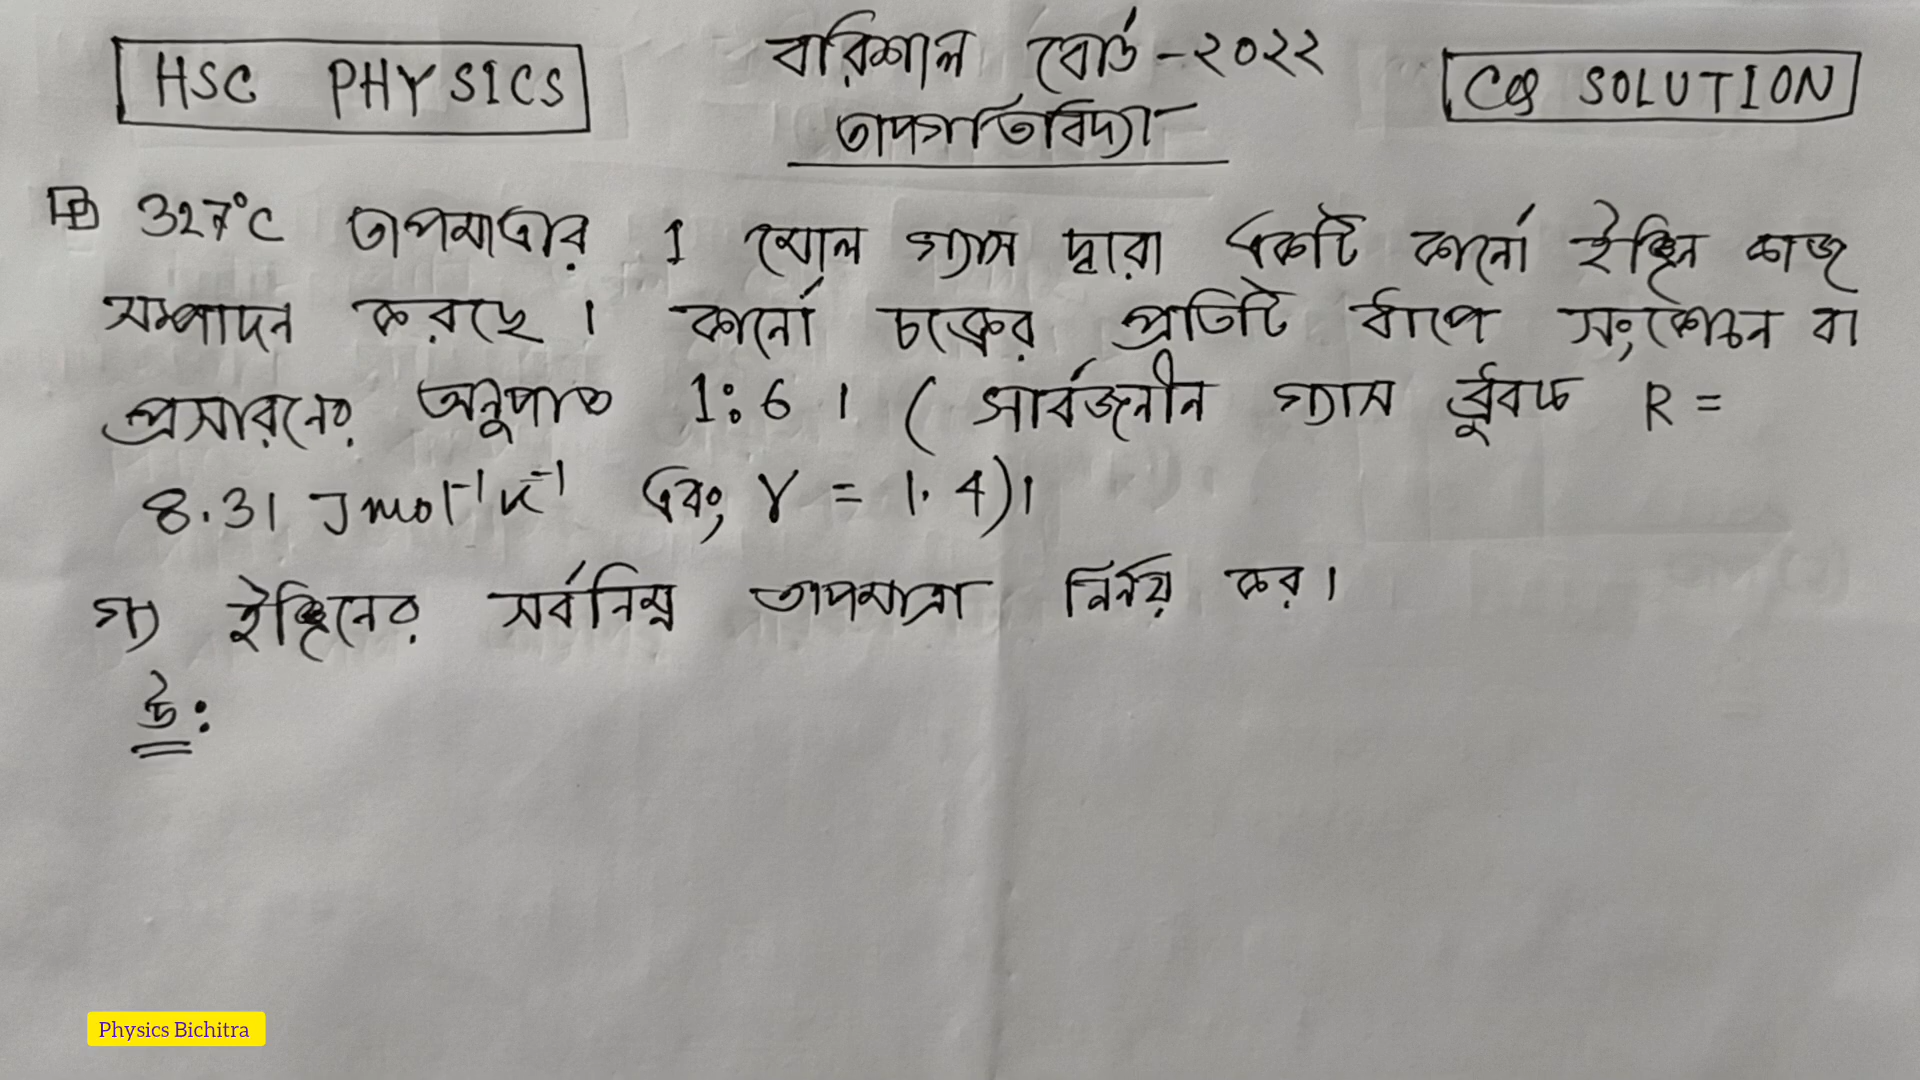 HSC PHYSICS
বরিশাল বোর্ড - ২০২২
CQ SOLUTION
তাপগতিবিদ্যা
327°C তাপমাত্রার 1 মোল গ্যাস দ্বারা একটি কার্নো ইঞ্জিন কাজ
সম্পাদন করছে। কার্নো চক্রের প্রতিটি ধাপে সংকোচন বা
প্রসারনের অনুপাত 1:6। (সার্বজনীন গ্যাস ধ্রুবক R =
8.31 Jmol⁻¹K⁻¹ এবং γ = 1.4)।
গ) ইঞ্জিনের সর্বনিম্ন তাপমাত্রা নির্নয় কর।
উ:
Physics Bichitra